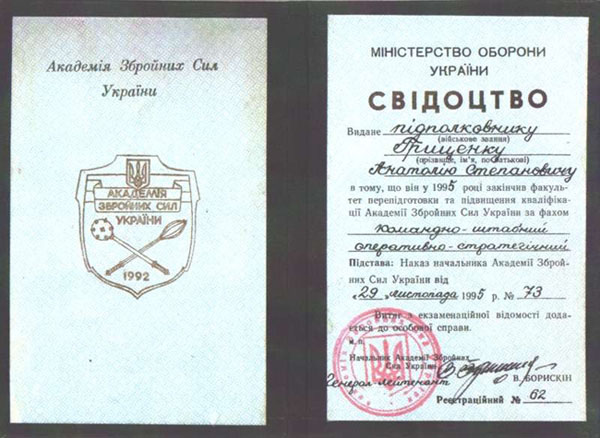 Академія Збройних Сил
України
АКАДЕМІЯ
ЗБРОЙНИХ СИЛ
УКРАЇНИ
1992
МІНІСТЕРСТВО ОБОРОНИ
УКРАЇНИ
СВІДОЦТВО
Видане підполковнику
(військове звання)
Гриценку
(прізвище, ім'я, по батькові)
Анатолію Степановичу
в тому, що він у 1995 році закінчив факуль-
тет перепідготовки та підвищення кваліфіка-
ції Академії Збройних Сил України за фахом
командно-штабний
оперативно-стратегічний
Підстава: Наказ начальника Академії Зброй-
них Сил України від
«29» листопада 1995 р. № 73
Витяг з екзаменаційної відомості дода-
ється до особової справи.
м. п.
Начальник Академії Збройних
Сил України
Генерал-лейтенант
В. БОРИСКІН
Реєстраційний № 62